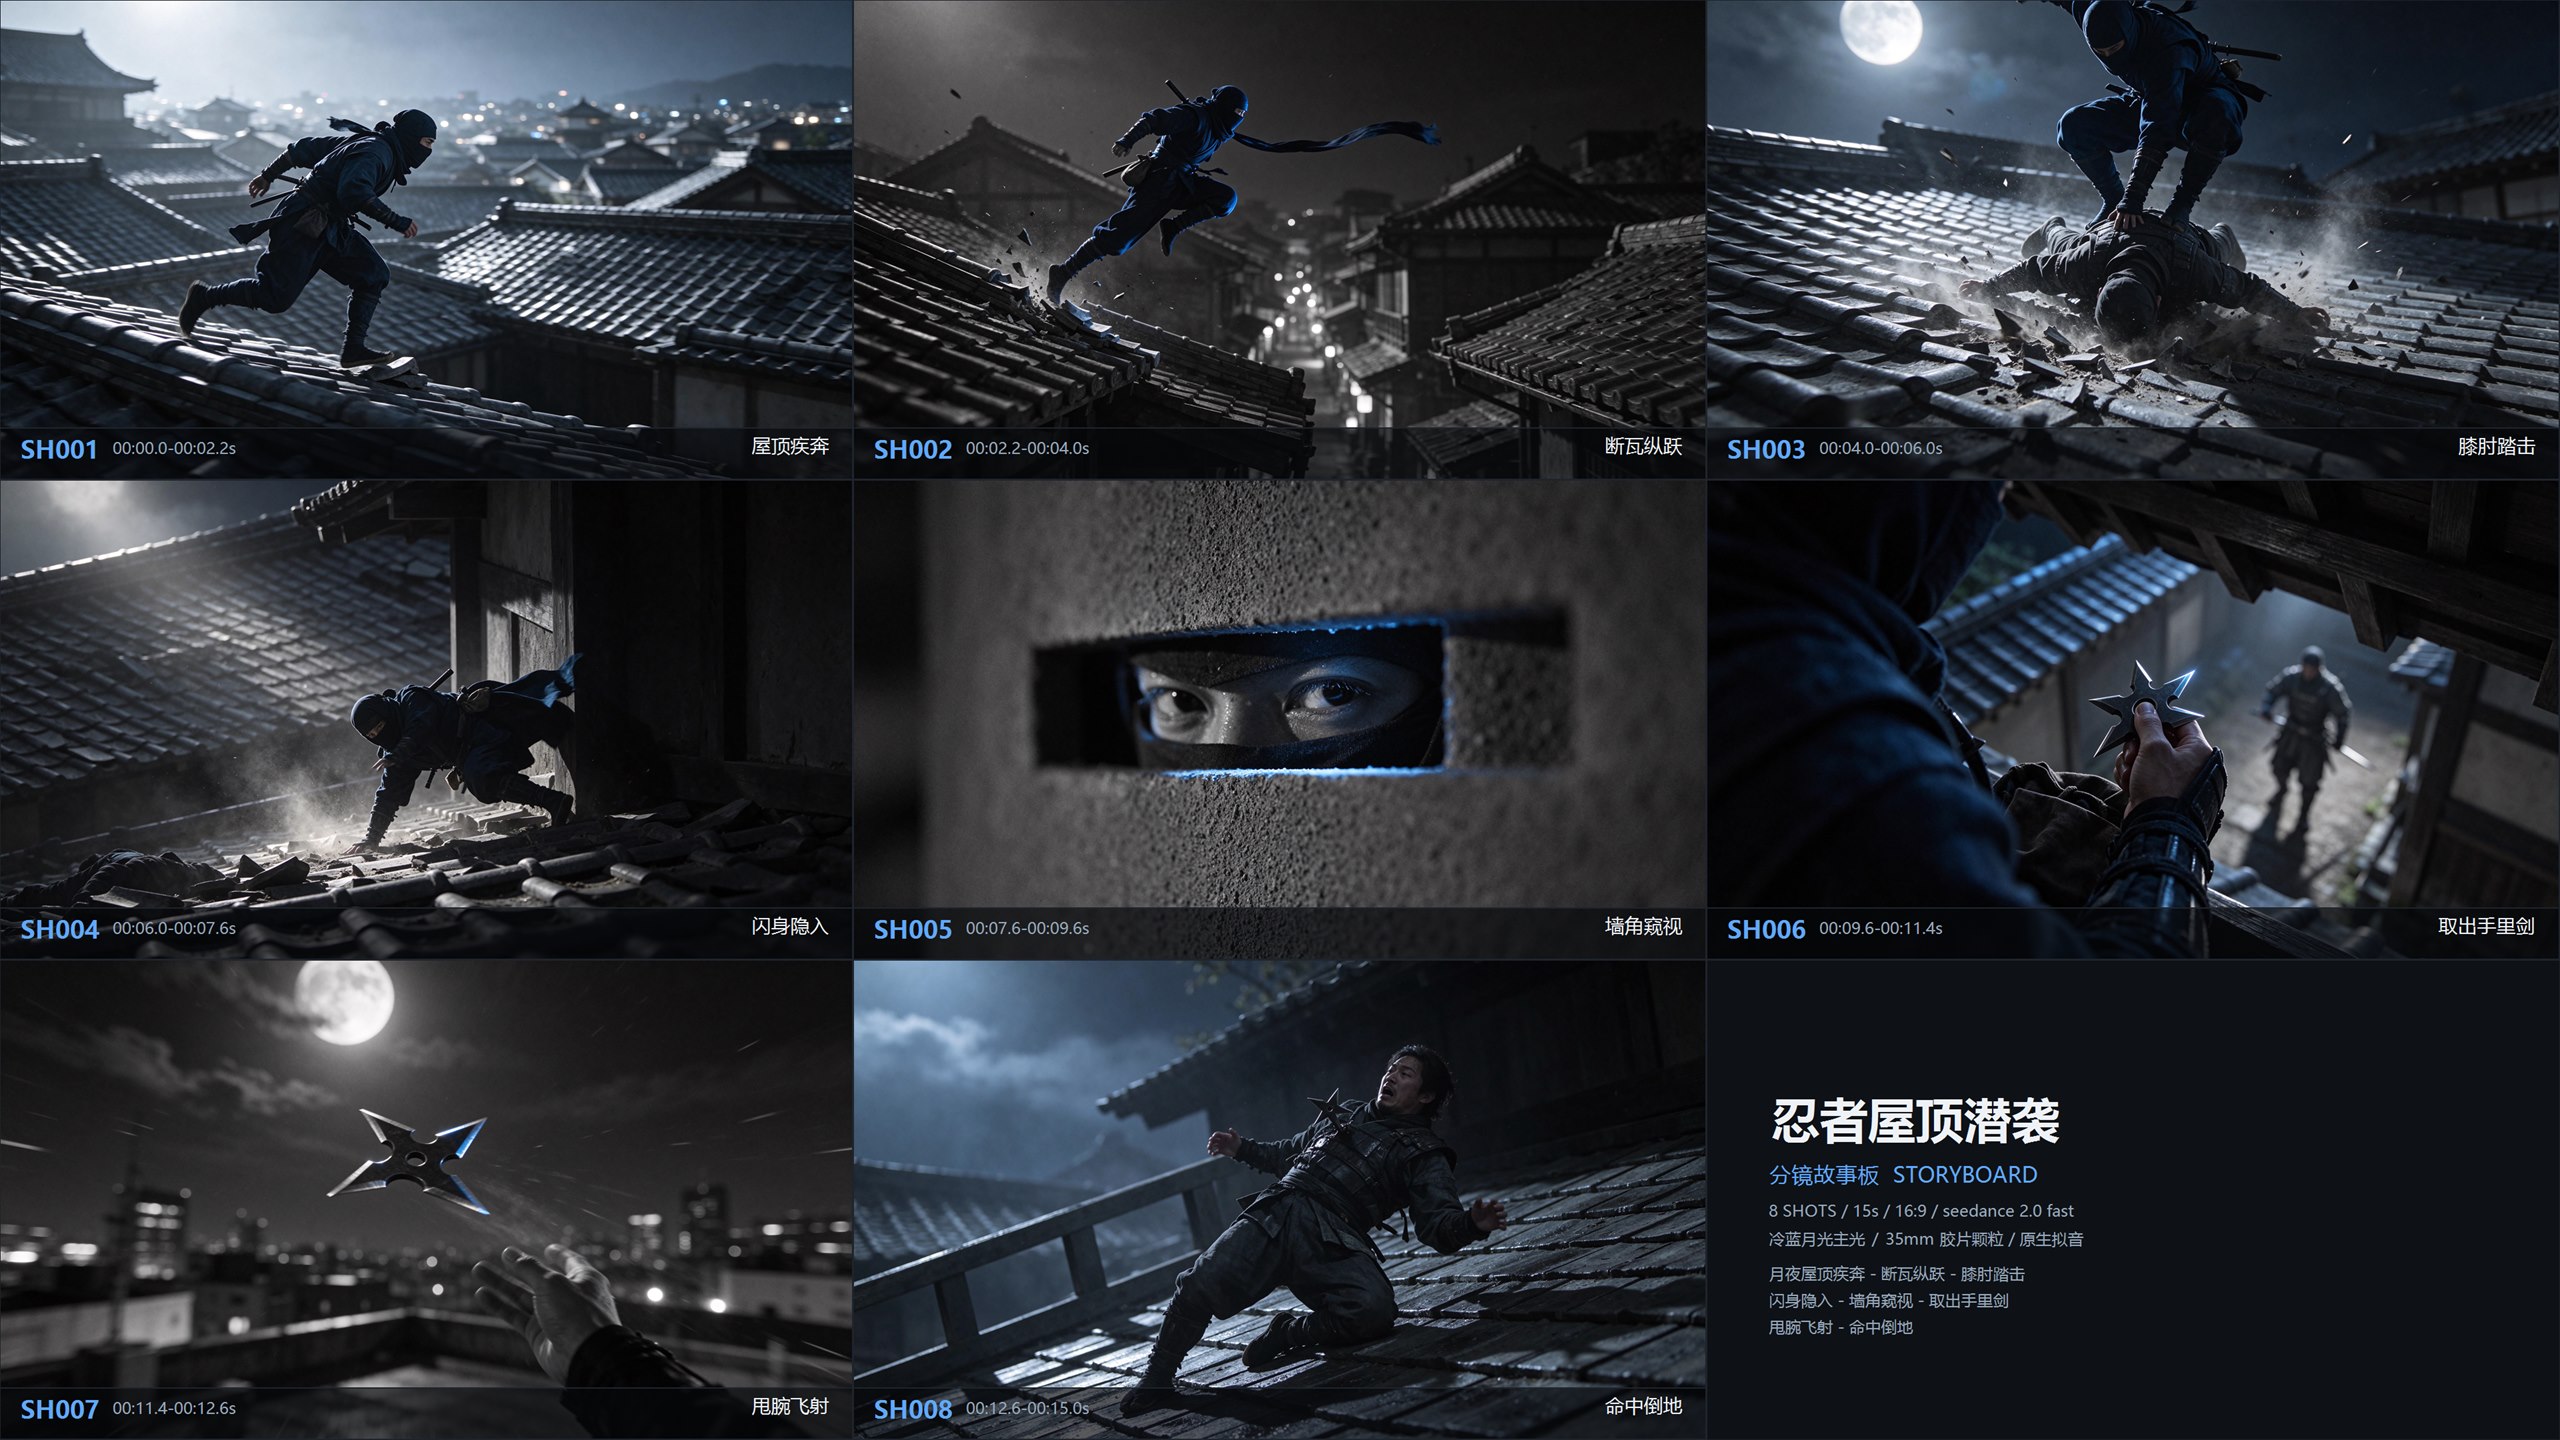 SH001 00:00.0-00:02.2s 屋顶疾奔
SH002 00:02.2-00:04.0s 断瓦纵跃
SH003 00:04.0-00:06.0s 膝肘踏击
SH004 00:06.0-00:07.6s 闪身隐入
SH005 00:07.6-00:09.6s 墙角窥视
SH006 00:09.6-00:11.4s 取出手里剑
SH007 00:11.4-00:12.6s 甩腕飞射
SH008 00:12.6-00:15.0s 命中倒地
忍者屋顶潜袭
分镜故事板 STORYBOARD
8 SHOTS / 15s / 16:9 / seedance 2.0 fast
冷蓝月光主光 / 35mm 胶片颗粒 / 原生拟音
月夜屋顶疾奔 - 断瓦纵跃 - 膝肘踏击
闪身隐入 - 墙角窥视 - 取出手里剑
甩腕飞射 - 命中倒地